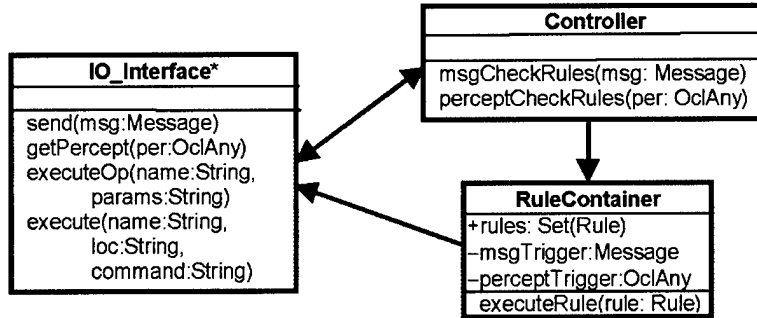 Controller
msgCheckRules(msg: Message)
perceptCheckRules(per: OclAny)
IO_Interface*
send(msg:Message)
getPercept(per:OclAny)
executeOp(name:String,
params:String)
execute(name:String,
loc:String,
command:String)
RuleContainer
+rules: Set(Rule)
–msgTrigger:Message
–perceptTrigger:OclAny
executeRule(rule: Rule)